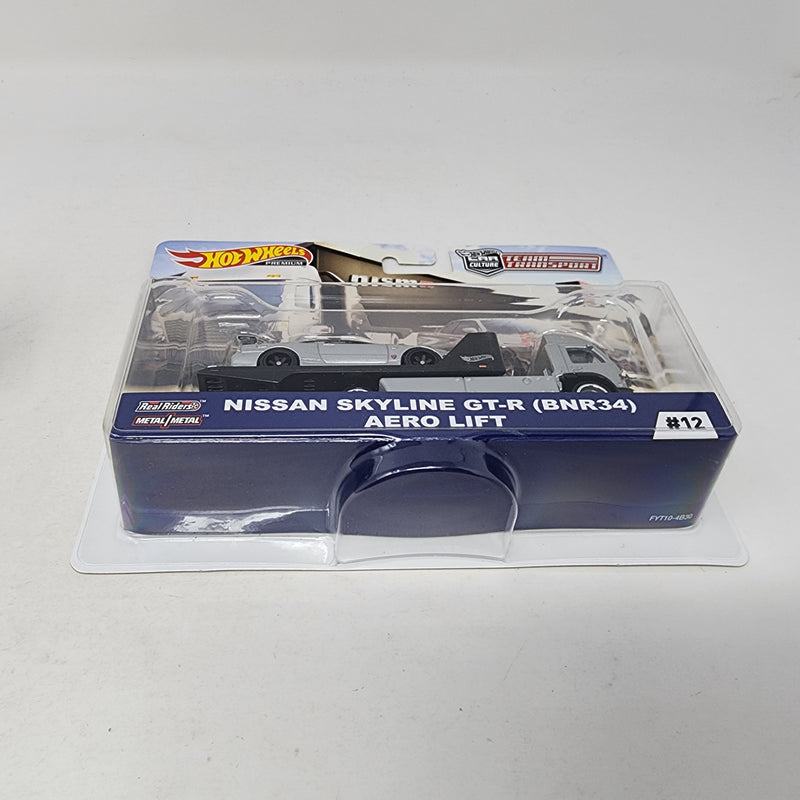 HOT WHEELS
PREMIUM
nismo
CAR
CULTURE
TEAM
TRANSPORT
Real Riders
METAL/METAL™
NISSAN SKYLINE GT-R (BNR34)
AERO LIFT
#12
FYT10-4B30